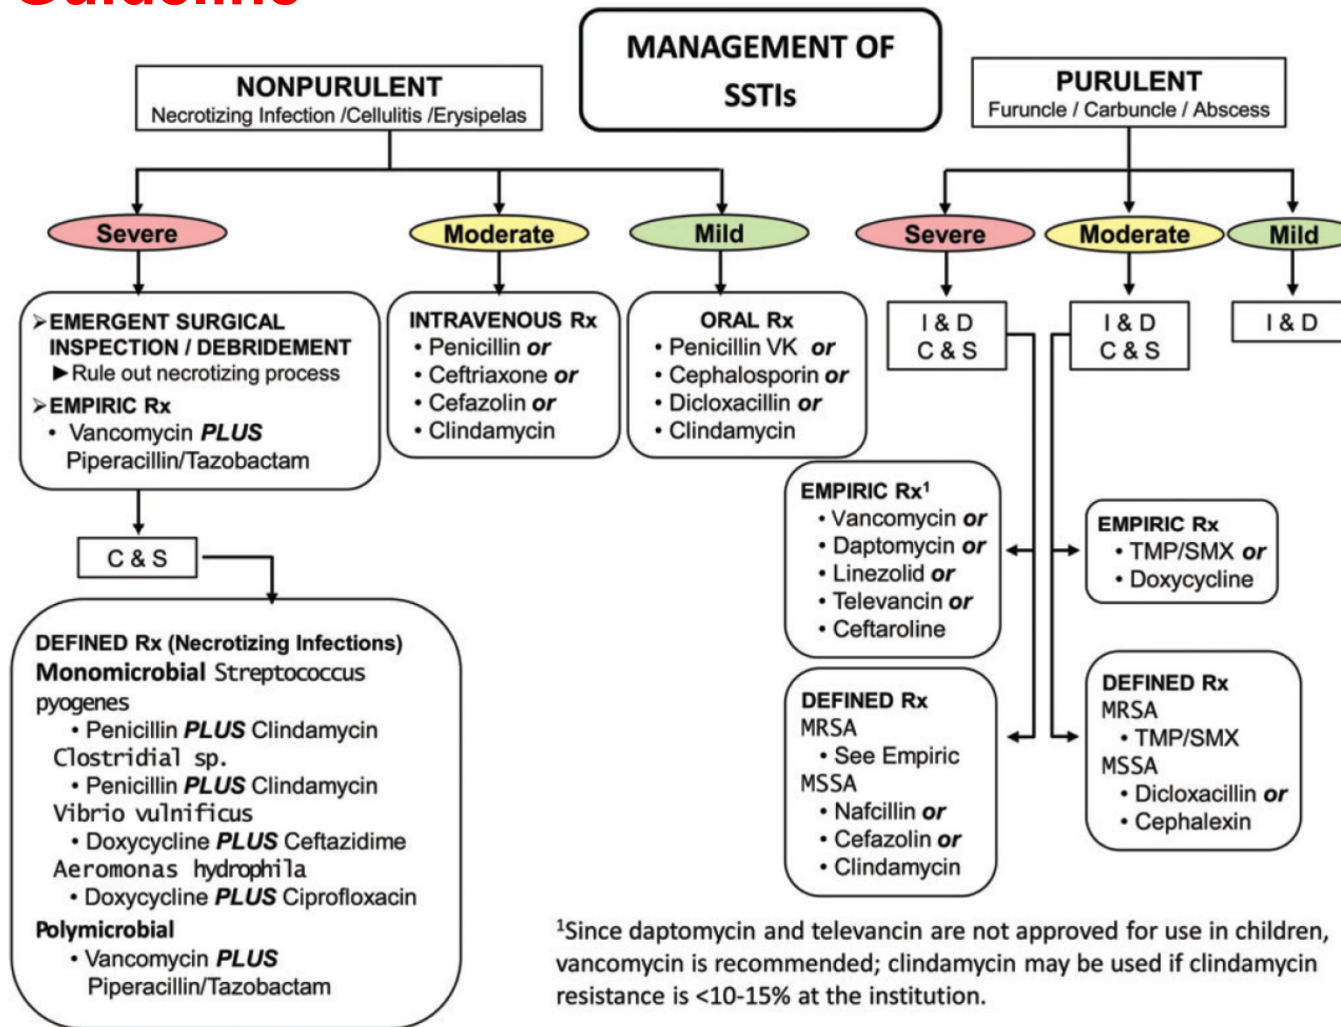 Guideline
MANAGEMENT OF
SSTIs
NONPURULENT
Necrotizing Infection /Cellulitis /Erysipelas
PURULENT
Furuncle / Carbuncle / Abscess
Severe
Moderate
Mild
Severe
Moderate
Mild
➢EMERGENT SURGICAL
INSPECTION / DEBRIDEMENT
►Rule out necrotizing process
➢EMPIRIC Rx
• Vancomycin PLUS
Piperacillin/Tazobactam
INTRAVENOUS Rx
• Penicillin or
• Ceftriaxone or
• Cefazolin or
• Clindamycin
ORAL Rx
• Penicillin VK or
• Cephalosporin or
• Dicloxacillin or
• Clindamycin
I & D
C & S
I & D
C & S
I & D
C & S
EMPIRIC Rx¹
• Vancomycin or
• Daptomycin or
• Linezolid or
• Televancin or
• Ceftaroline
EMPIRIC Rx
• TMP/SMX or
• Doxycycline
DEFINED Rx (Necrotizing Infections)
Monomicrobial Streptococcus
pyogenes
• Penicillin PLUS Clindamycin
Clostridial sp.
• Penicillin PLUS Clindamycin
Vibrio vulnificus
• Doxycycline PLUS Ceftazidime
Aeromonas hydrophila
• Doxycycline PLUS Ciprofloxacin
Polymicrobial
• Vancomycin PLUS
Piperacillin/Tazobactam
DEFINED Rx
MRSA
• See Empiric
MSSA
• Nafcillin or
• Cefazolin or
• Clindamycin
DEFINED Rx
MRSA
• TMP/SMX
MSSA
• Dicloxacillin or
• Cephalexin
¹Since daptomycin and televancin are not approved for use in children,
vancomycin is recommended; clindamycin may be used if clindamycin
resistance is <10-15% at the institution.